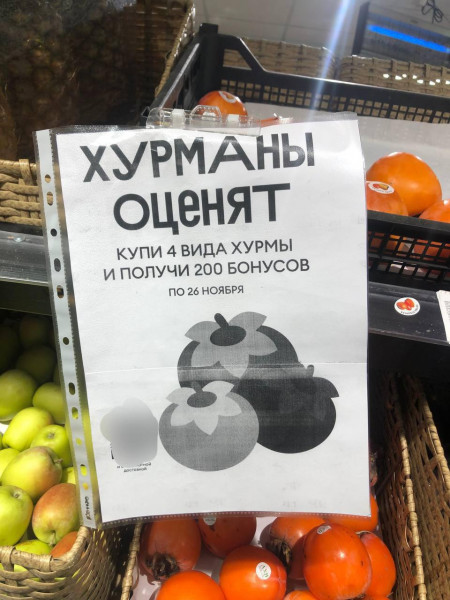 ХУРМАНЫ
ОЦЕНЯТ
КУПИ 4 ВИДА ХУРМЫ
И ПОЛУЧИ 200 БОНУСОВ
ПО 26 НОЯБРЯ